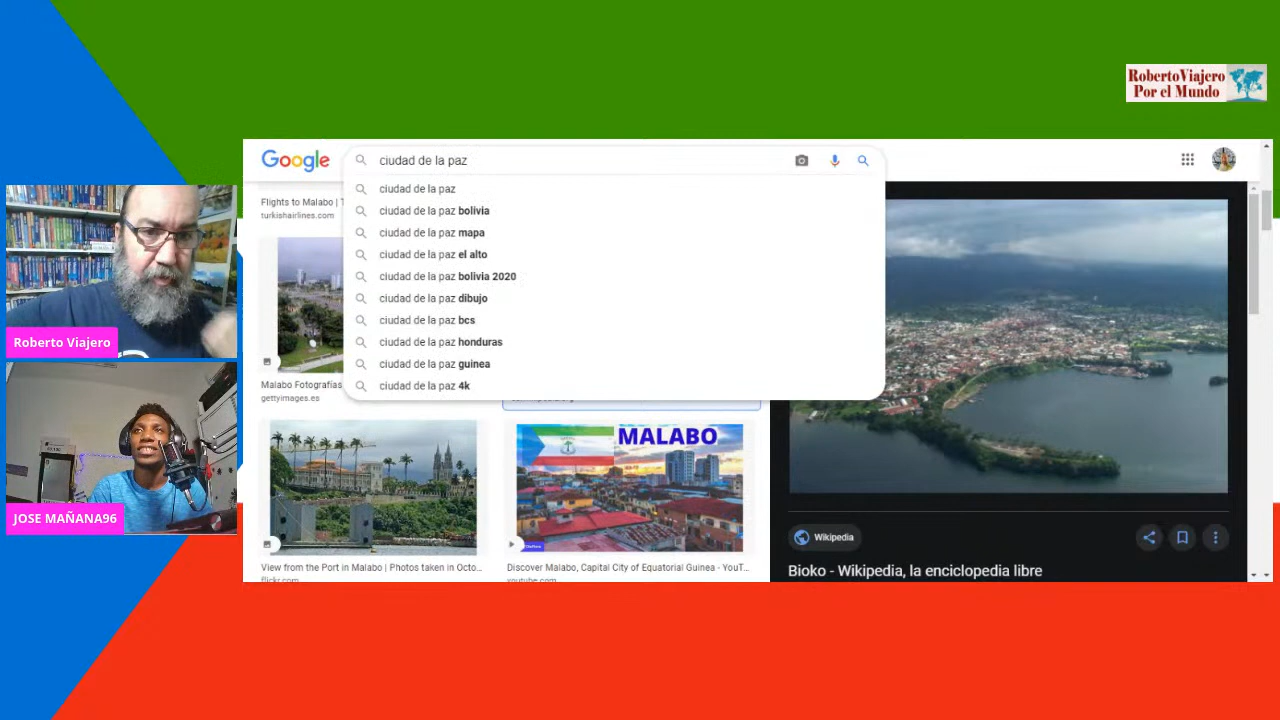 RobertoViajero
Por el Mundo
Google
ciudad de la paz
ciudad de la paz
ciudad de la paz bolivia
ciudad de la paz mapa
ciudad de la paz el alto
ciudad de la paz bolivia 2020
ciudad de la paz dibujo
ciudad de la paz bcs
ciudad de la paz honduras
ciudad de la paz guinea
ciudad de la paz 4k
Flights to Malabo |
turkishairlines.com
Malabo Fotografías
gettyimages.es
MALABO
View from the Port in Malabo | Photos taken in Octo...
flickr.com
Discover Malabo, Capital City of Equatorial Guinea - YouT...
youtube.com
Wikipedia
Bioko - Wikipedia, la enciclopedia libre
Roberto Viajero
JOSE MAÑANA96